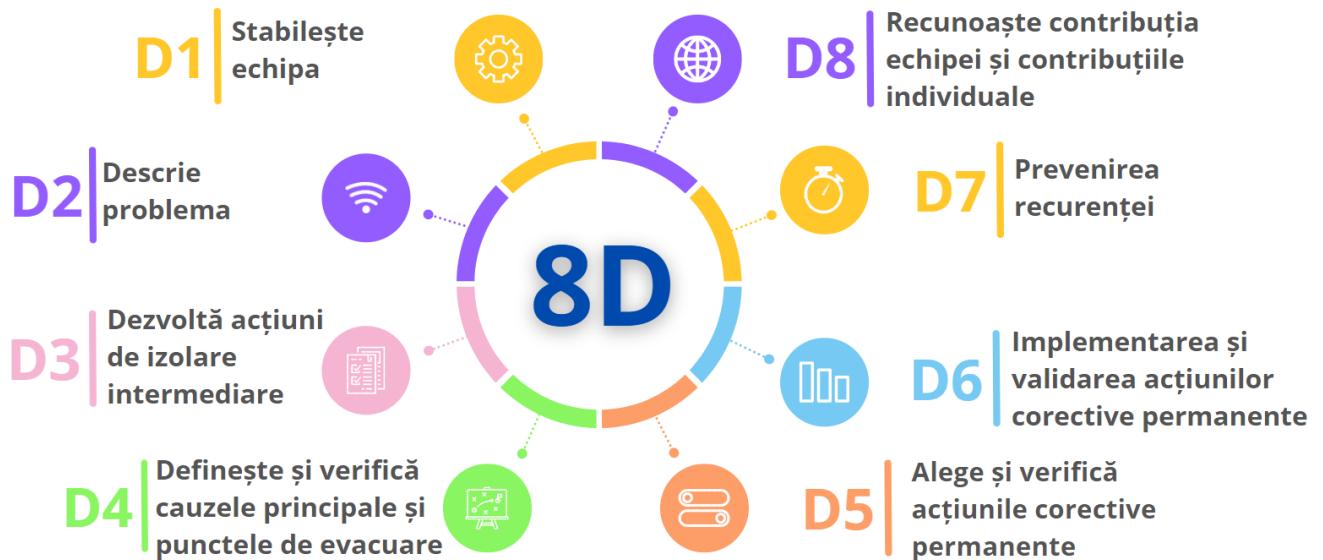 D1
Stabilește
echipa
D2
Descrie
problema
D3
Dezvoltă acțiuni
de izolare
intermediare
D4
Definește și verifică
cauzele principale și
punctele de evacuare
8D
D8
Recunoaște contribuția
echipei și contribuțiile
individuale
D7
Prevenirea
recurenței
D6
Implementarea și
validarea acțiunilor
corective permanente
D5
Alege și verifică
acțiunile corective
permanente